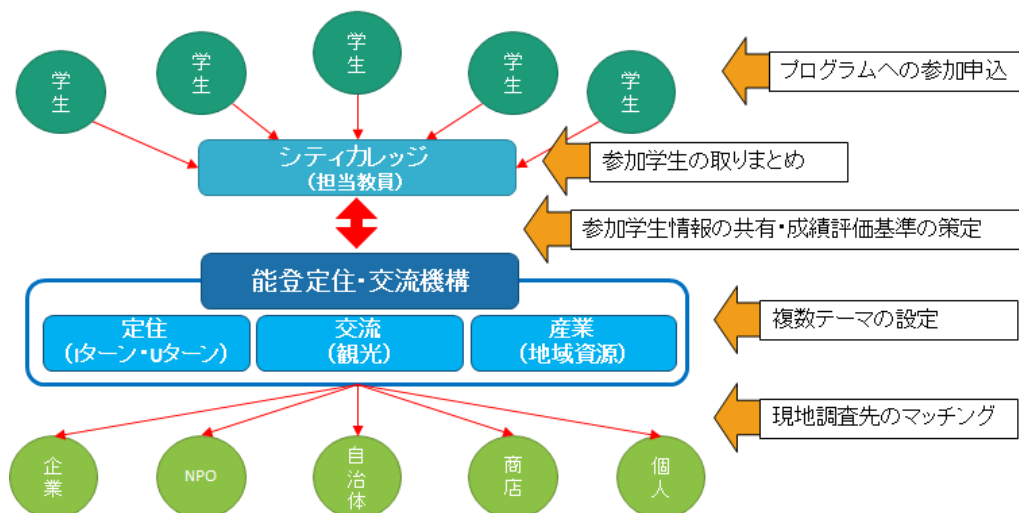 学生
学生
学生
学生
学生
プログラムへの参加申込
シティカレッジ
(担当教員)
参加学生の取りまとめ
参加学生情報の共有・成績評価基準の策定
能登定住・交流機構
定住
(Iターン・Uターン)
交流
(観光)
産業
(地域資源)
複数テーマの設定
現地調査先のマッチング
企業
NPO
自治体
商店
個人